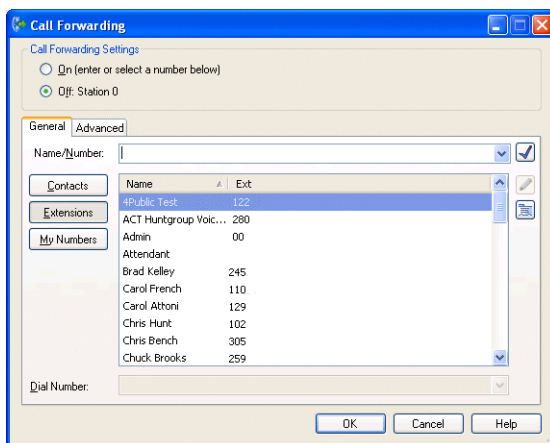 Call Forwarding
Call Forwarding Settings
On (enter or select a number below)
Off: Station 0
General Advanced
Name/Number:
Contacts
Extensions
My Numbers
Name Ext
4Public Test 122
ACT Huntgroup Voic... 280
Admin 00
Attendant
Brad Kelley 245
Carol French 110
Carol Attoni 129
Chris Hunt 102
Chris Bench 305
Chuck Brooks 259
Dial Number:
OK Cancel Help